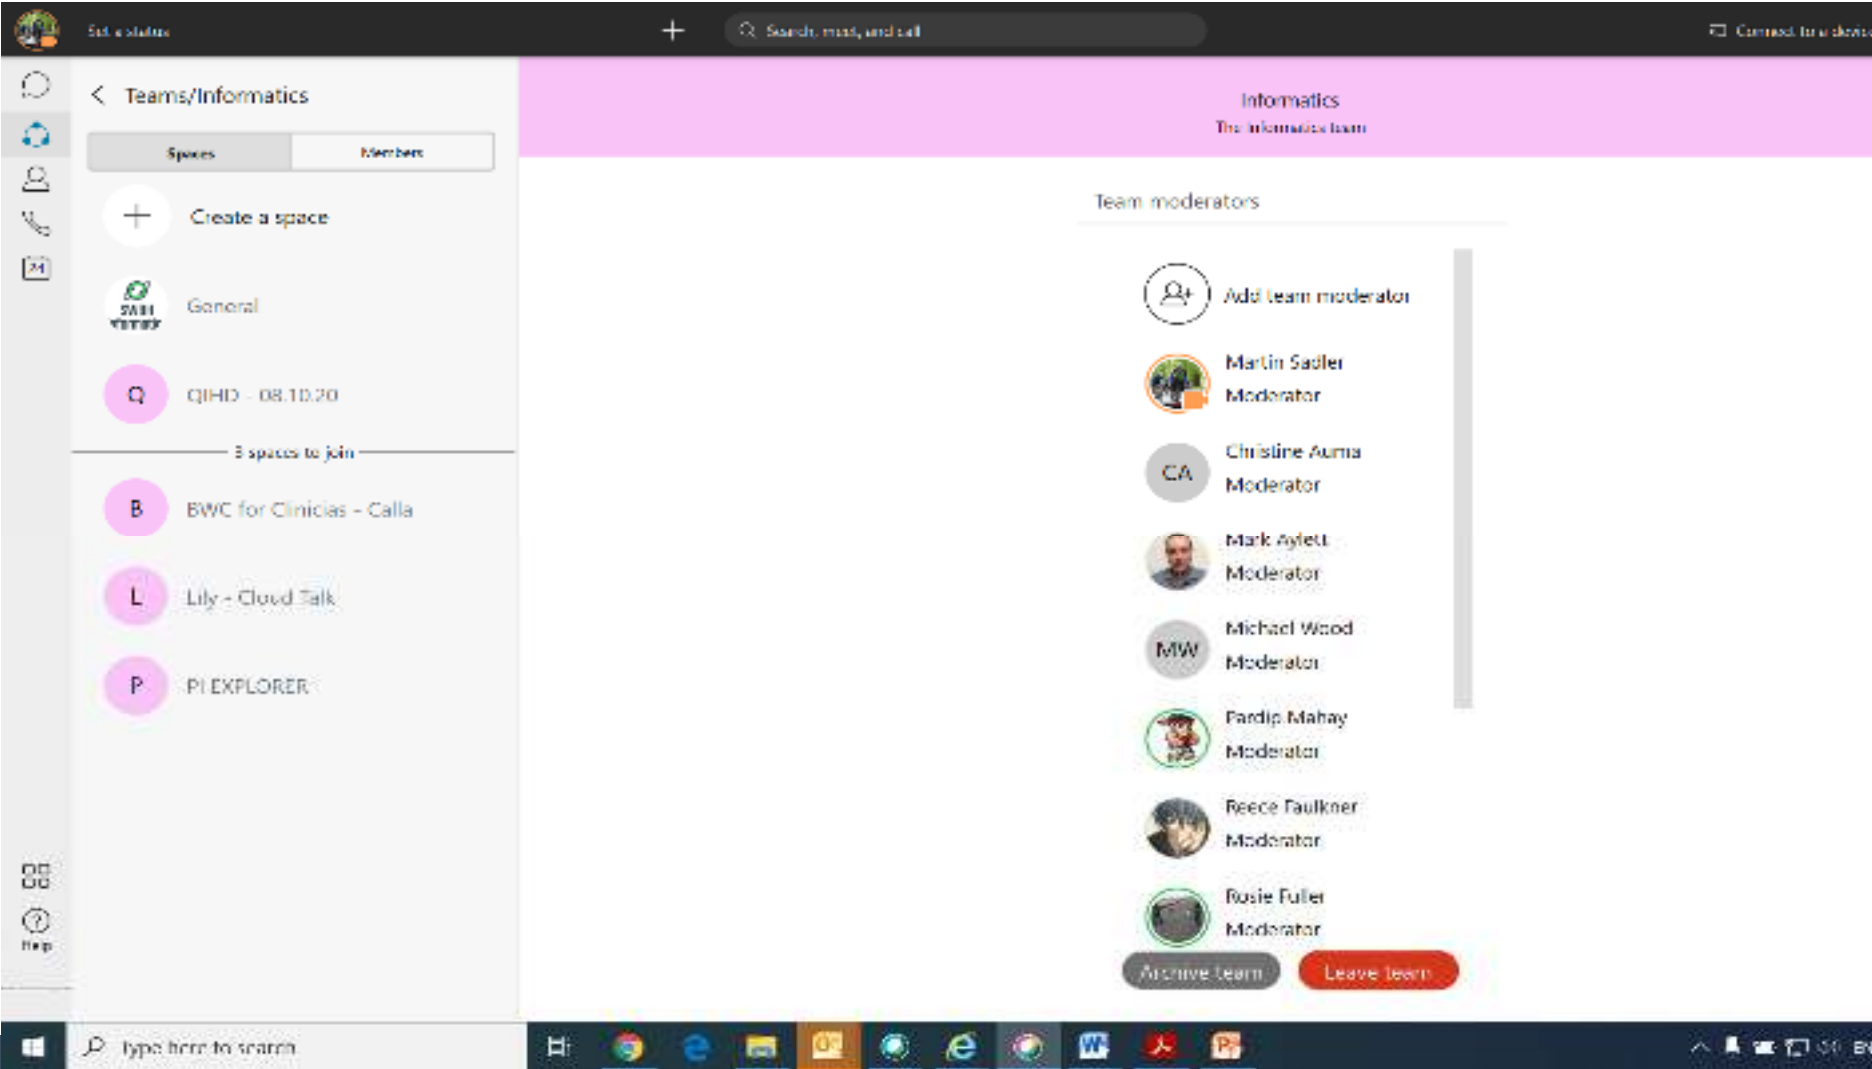 Set a status
Search, meet, and call
Connect to a device
Teams/Informatics
Spaces
Members
Create a space
General
QIHD - 08.10.20
3 spaces to join
B
BWC for Clinicias - Calla
L
Lily - Cloud Talk
P
PI EXPLORER
Q
24
Help
Informatics
The Informatics team
Team moderators
Add team moderator
Martin Sadler
Moderator
CA
Christine Auma
Moderator
Mark Aylett
Moderator
MW
Michael Wood
Moderator
Pardip Mahay
Moderator
Reece Faulkner
Moderator
Rosie Fuller
Moderator
Archive team
Leave team
Type here to search
EN